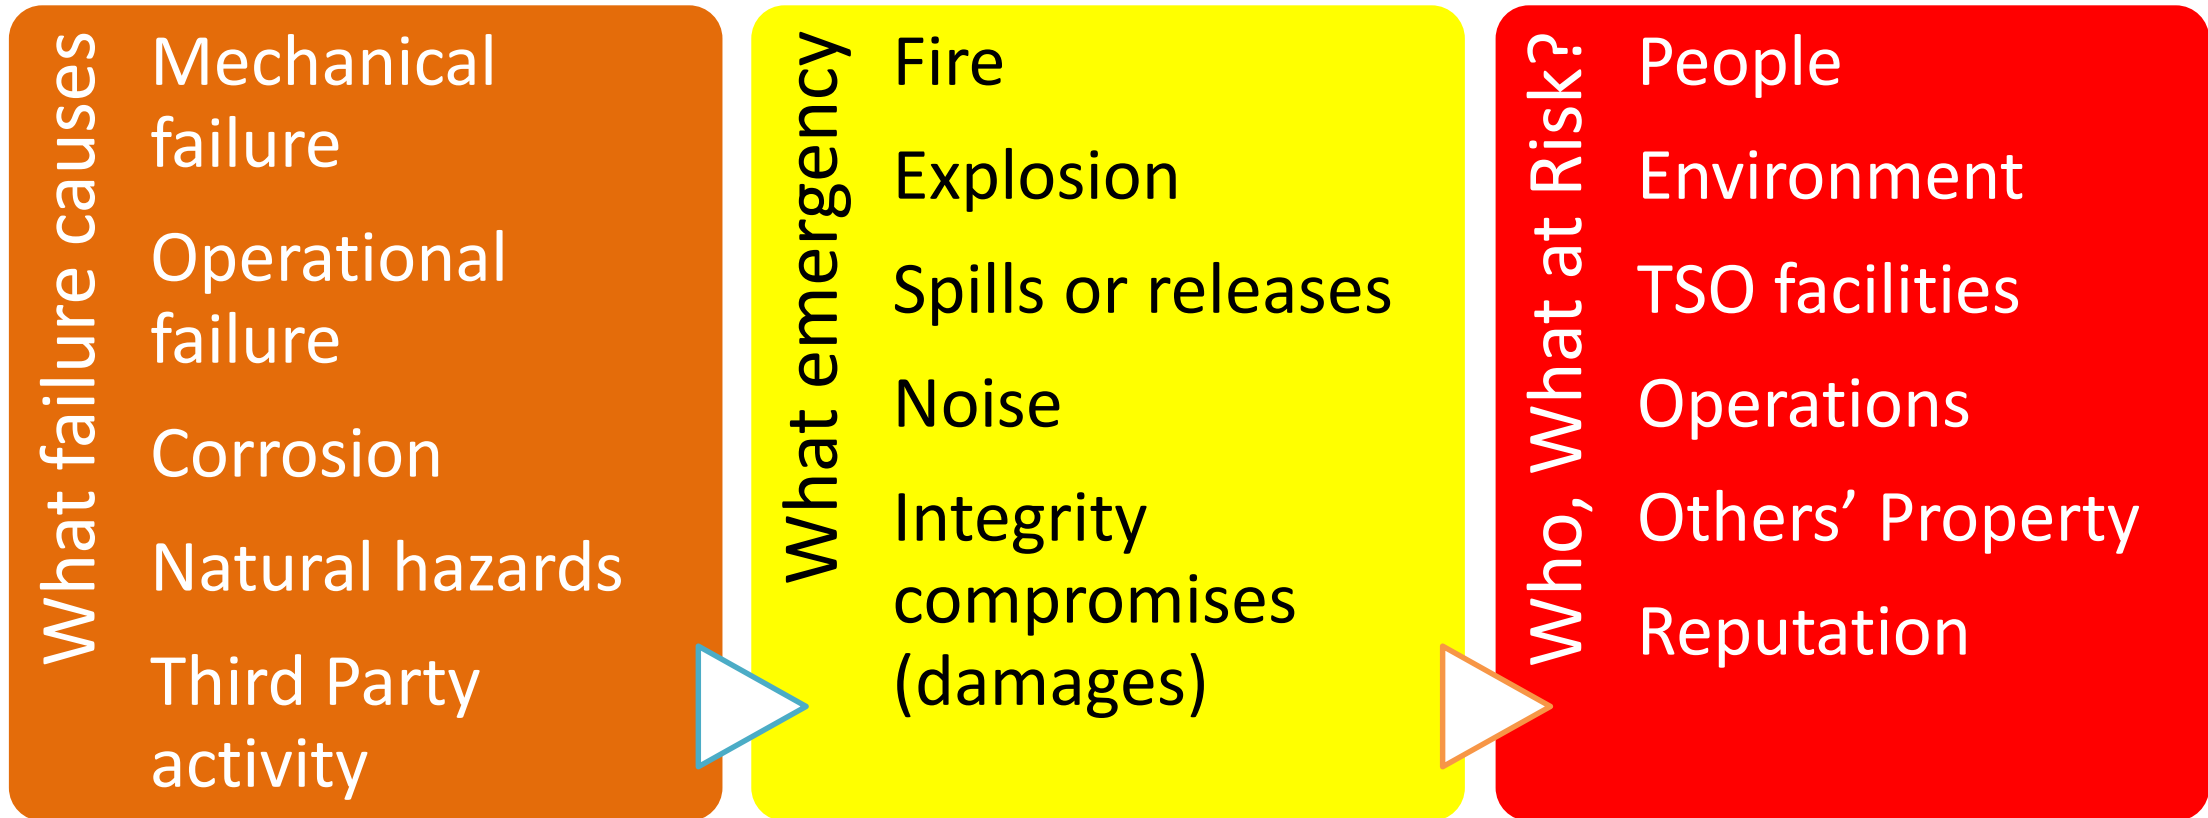 What failure causes
Mechanical
failure
Operational
failure
Corrosion
Natural hazards
Third Party
activity
What emergency
Fire
Explosion
Spills or releases
Noise
Integrity
compromises
(damages)
Who, What at Risk?
People
Environment
TSO facilities
Operations
Others’ Property
Reputation